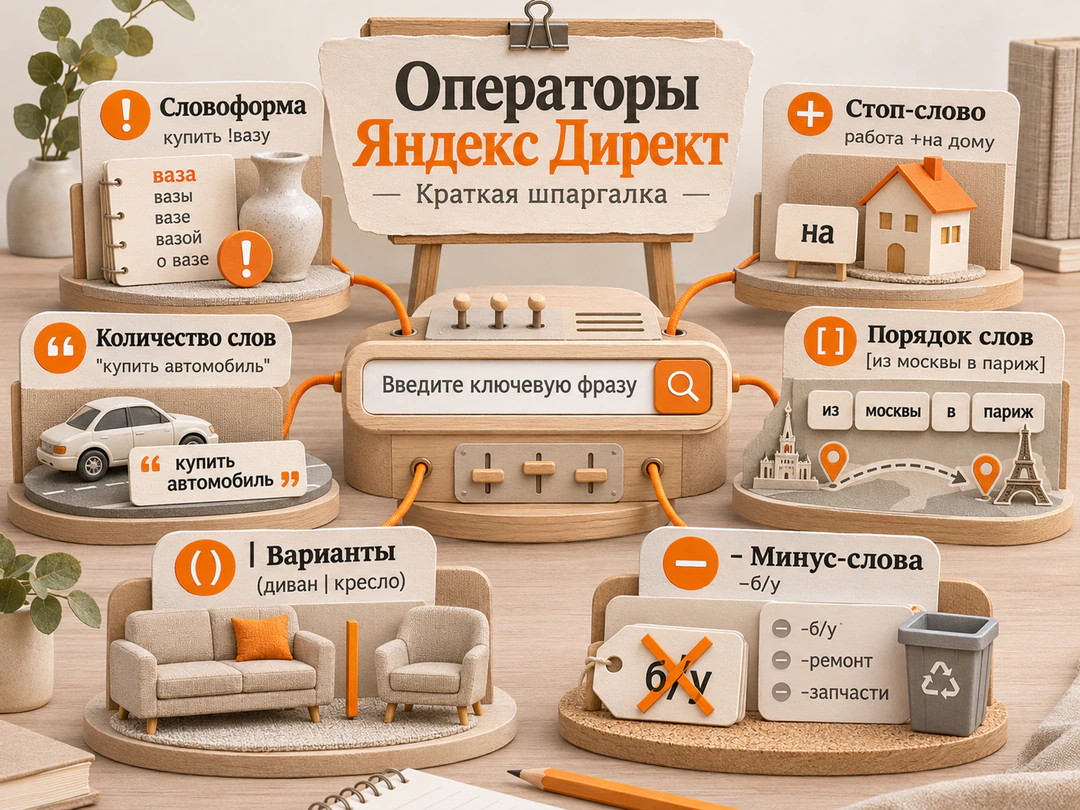 Операторы
Яндекс Директ
— Краткая шпаргалка —
! Словоформа
купить !вазу
ваза
вазы
вазе
вазой
о вазе
!
+ Стоп-слово
работа +на дому
на
“ Количество слов
"купить автомобиль"
“ купить
автомобиль ”
Введите ключевую фразу
[ ] Порядок слов
[из москвы в париж]
из москвы в париж
( ) | Варианты
(диван | кресло)
– – Минус-слова
–б/у
б/у
–б/у
–ремонт
–запчасти